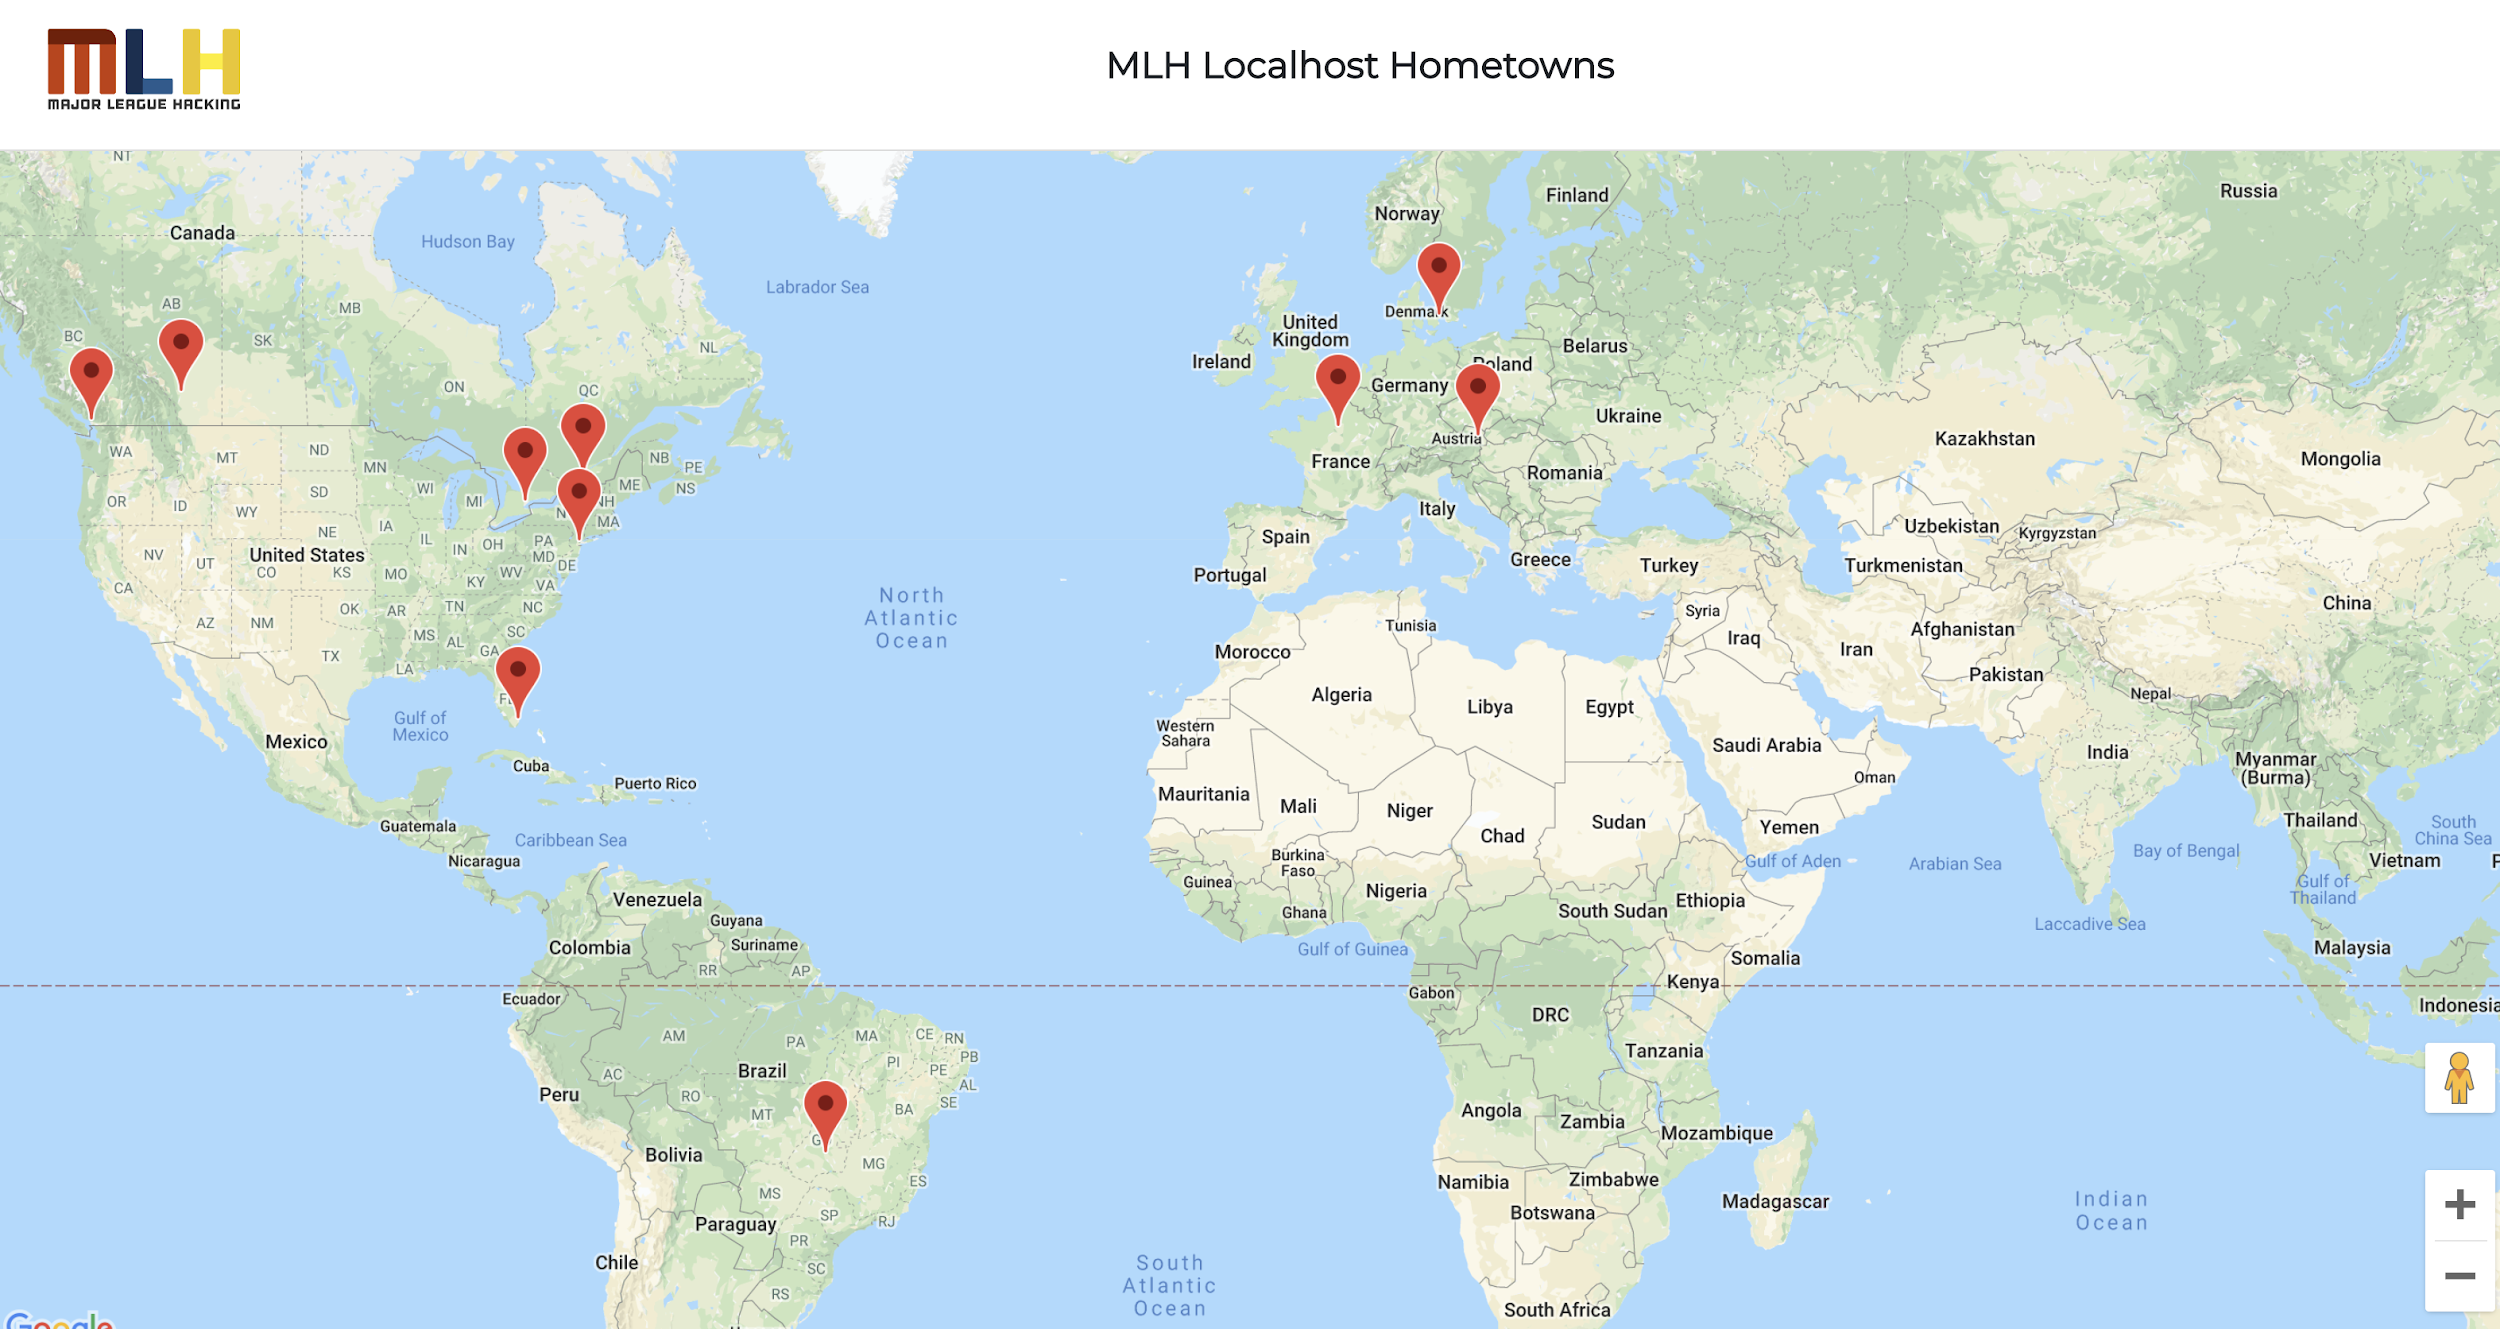 MLH
MAJOR LEAGUE HACKING
MLH Localhost Hometowns
NT
Canada
Hudson Bay
Labrador Sea
Norway
Finland
Russia
AB
MB
BC
SK
NL
ON
QC
Denmark
United
Kingdom
Ireland
Belarus
Poland
Germany
Ukraine
Austria
France
Romania
Kazakhstan
Mongolia
WA
MT
ND
MN
NB
PE
NS
ME
WI
MI
SD
OR
ID
WY
NH
MA
NE
IA
Italy
Spain
Portugal
Greece
Turkey
Uzbekistan
Kyrgyzstan
Turkmenistan
NV
UT
United States
CO
KS
IL
IN
OH
PA
MD
DE
WV
VA
KY
MO
CA
AZ
NM
OK
AR
TN
NC
SC
MS
AL
GA
TX
LA
North
Atlantic
Ocean
China
Syria
Iraq
Iran
Afghanistan
Pakistan
Tunisia
Morocco
Algeria
Libya
Egypt
Nepal
Gulf of
Mexico
Mexico
Cuba
Puerto Rico
Western
Sahara
Saudi Arabia
India
Myanmar
(Burma)
Oman
Mauritania
Mali
Niger
Chad
Sudan
Yemen
Thailand
South
China Sea
Guatemala
Caribbean Sea
Nicaragua
Burkina
Faso
Gulf of Aden
Arabian Sea
Bay of Bengal
Vietnam
Guinea
Nigeria
Ethiopia
Gulf of
Thailand
Venezuela
Guyana
Ghana
South Sudan
Laccadive Sea
Colombia
Suriname
Gulf of Guinea
Somalia
Malaysia
RR
AP
Kenya
Ecuador
Gabon
Indonesia
DRC
AM
PA
MA
CE
RN
PB
PI
PE
AL
SE
Tanzania
Brazil
AC
RO
Peru
MT
BA
Angola
Zambia
Mozambique
Bolivia
MG
ES
MS
Namibia
Zimbabwe
Madagascar
Botswana
Indian
Ocean
Paraguay
SP
RJ
PR
Chile
SC
RS
South
Atlantic
Ocean
South Africa
Google